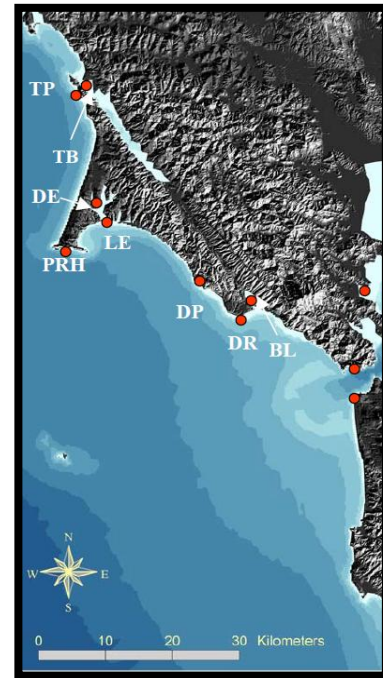 TP
TB
DE
LE
PRH
DP
DR
BL
N
W E
S
0 10 20 30 Kilometers